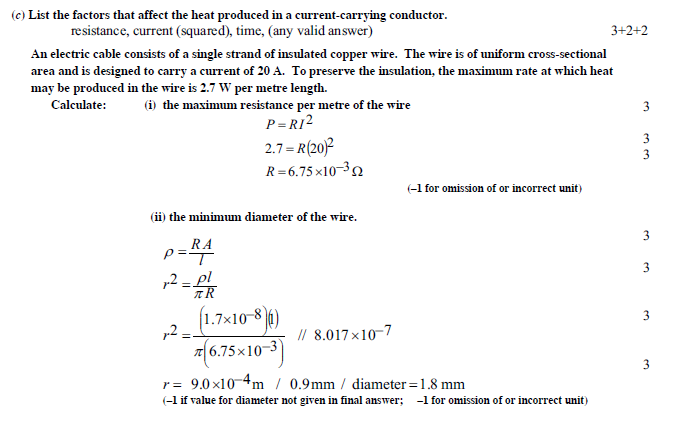 (c) List the factors that affect the heat produced in a current-carrying conductor.
resistance, current (squared), time, (any valid answer) 3+2+2
An electric cable consists of a single strand of insulated copper wire. The wire is of uniform cross-sectional
area and is designed to carry a current of 20 A. To preserve the insulation, the maximum rate at which heat
may be produced in the wire is 2.7 W per metre length.
Calculate: (i) the maximum resistance per metre of the wire 3
P = RI² 3
2.7 = R(20)² 3
R = 6.75 ×10⁻³ Ω
(–1 for omission of or incorrect unit)
(ii) the minimum diameter of the wire.
ρ = RA/l 3
r² = ρl/πR 3
r² = (1.7×10⁻⁸)(1)/π(6.75×10⁻³) // 8.017×10⁻⁷ 3
r = 9.0×10⁻⁴ m / 0.9mm / diameter = 1.8 mm 3
(–1 if value for diameter not given in final answer; –1 for omission of or incorrect unit)